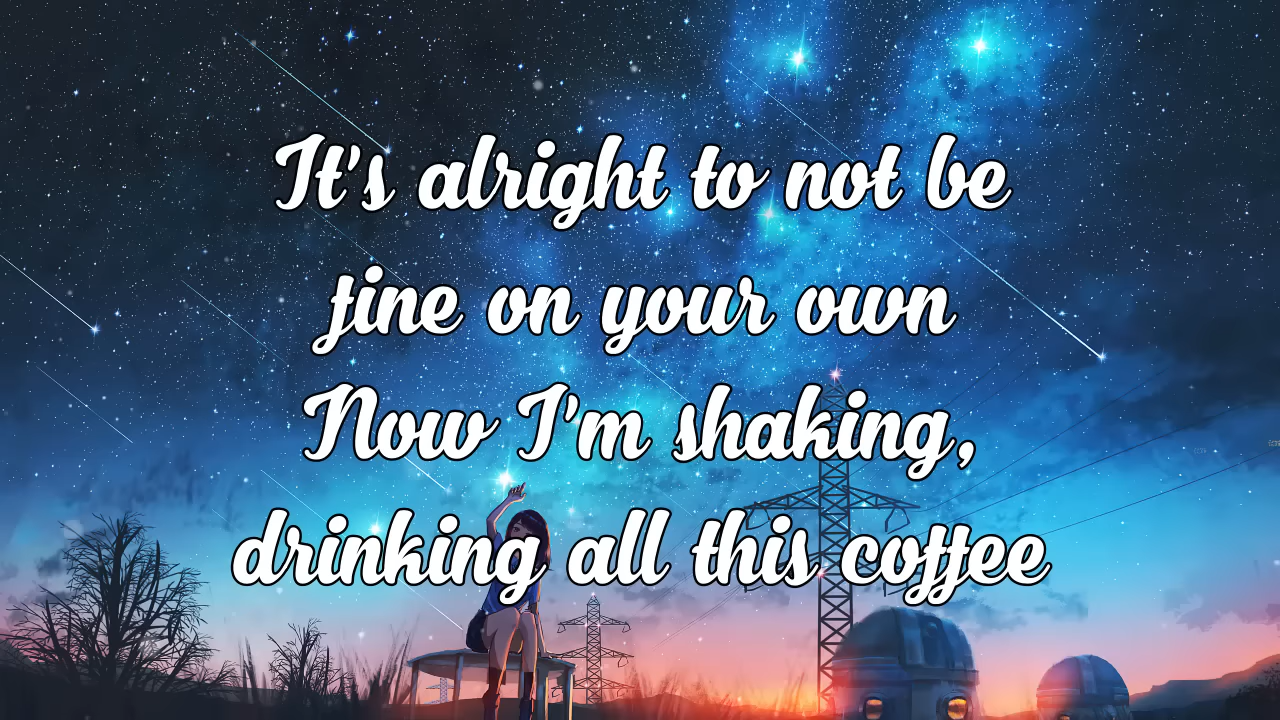 It's alright to not be
fine on your own
Now I'm shaking,
drinking all this coffee